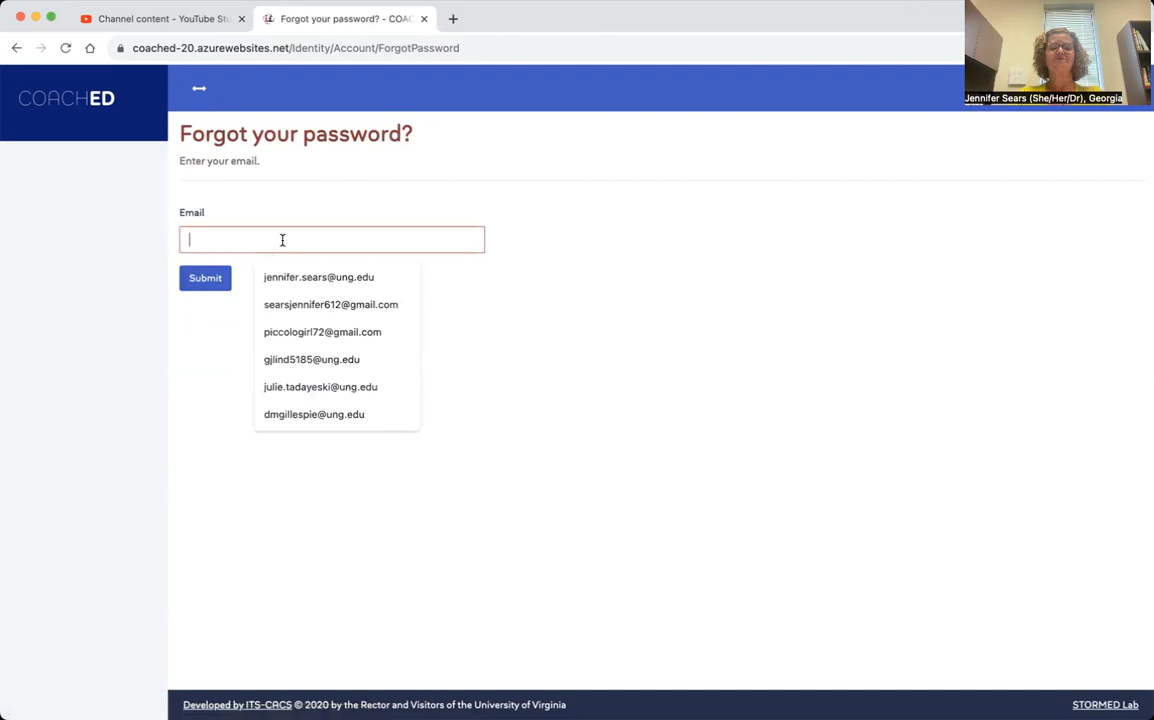 Channel content - YouTube Stu
Forgot your password? - COAC
coached-20.azurewebsites.net/Identity/Account/ForgotPassword
Jennifer Sears (She/Her/Dr), Georgia
COACHED
Forgot your password?
Enter your email.
Email
Submit
jennifer.sears@ung.edu
searsjennifer612@gmail.com
piccologirl72@gmail.com
gjlind5185@ung.edu
julie.tadayeski@ung.edu
dmgillespie@ung.edu
Developed by ITS-CACS © 2020 by the Rector and Visitors of the University of Virginia
STORMED Lab